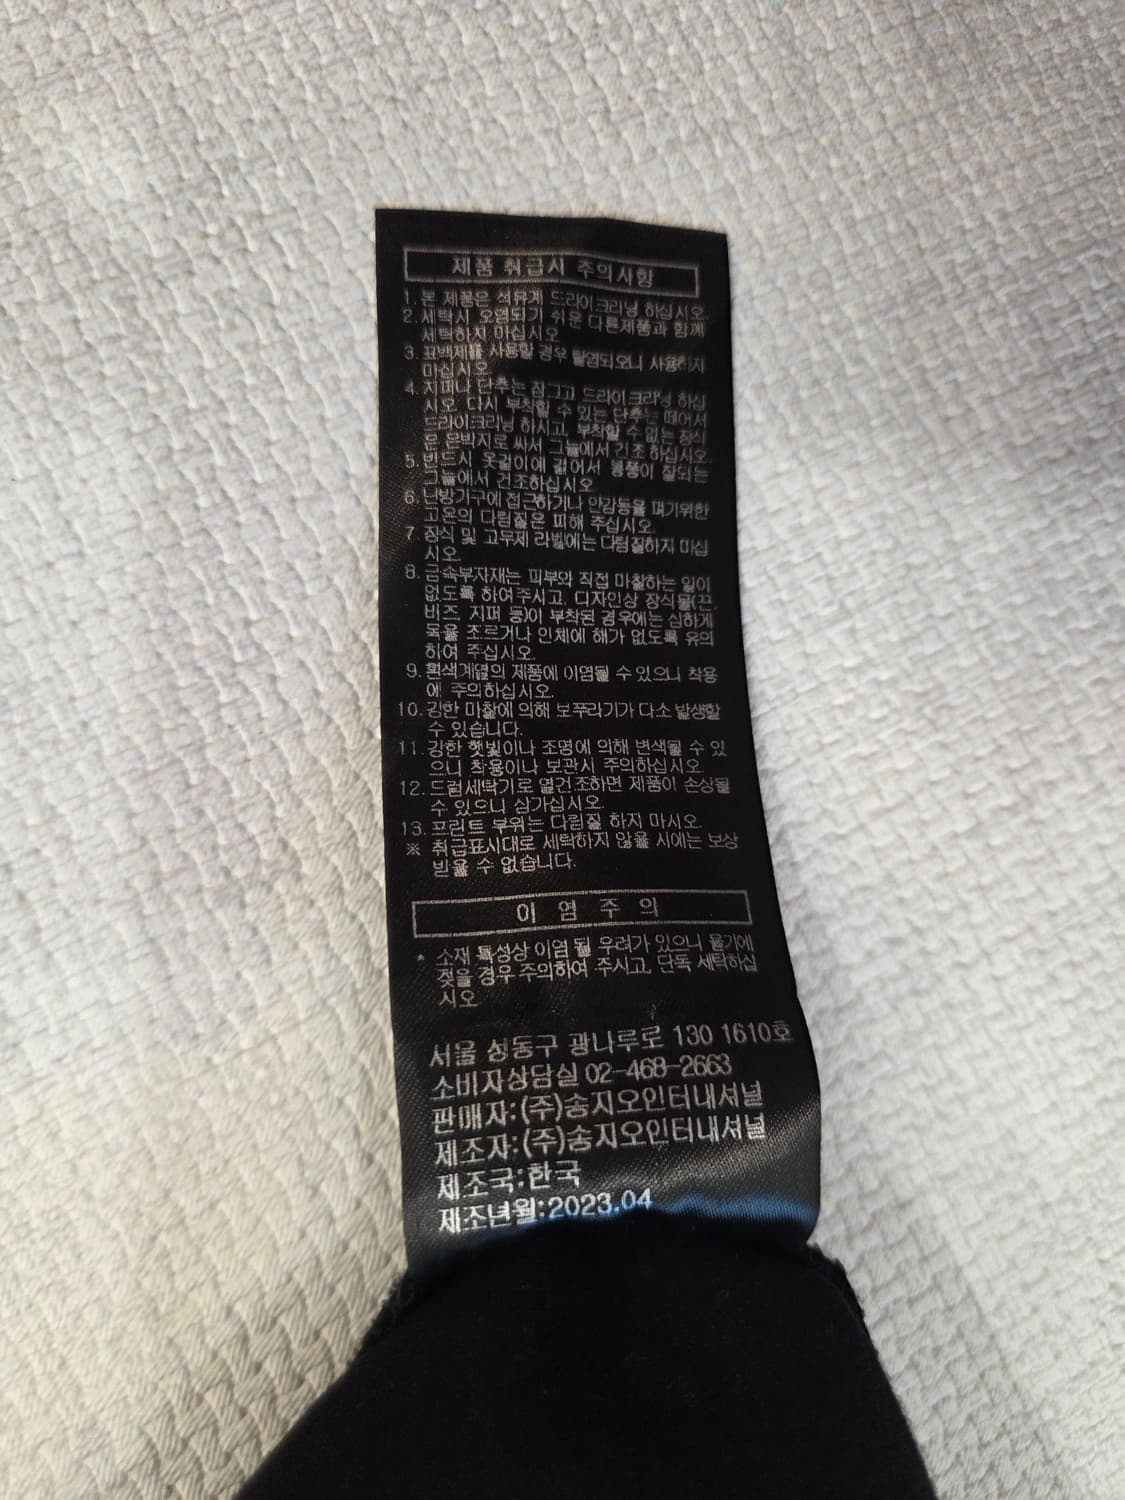 제품 취급시 주의사항
1. 본 제품은 석유계 드라이크리닝 하십시오.
2. 세탁시 오염되기 쉬운 다른제품과 함께
세탁하지 마십시오
3. 표백제를 사용할 경우 탈염되오니 사용하지
마십시오
4. 지퍼나 단추는 잠그고 드라이크리닝 하십
시오 다시 부착할 수 있는 단추는 떼어서
드라이크리닝 하시고, 부착할 수 없는 장식
은 은박지로 싸서 그늘에서 건조하십시오
5. 반드시 옷걸이에 걸어서 통풍이 잘되는
그늘에서 건조하십시오
6. 난방기구에 접근하거나 안감등을 펴기위한
고온의 다림질은 피해 주십시오
7. 장식 및 고무제 라벨에는 다림질하지 마십
시오.
8. 금속부자재는 피부와 직접 마찰하는 일이
없도록 하여주시고, 디자인상 장식물(끈,
비즈, 지퍼 등)이 부착된 경우에는 심하게
목을 조르거나 인체에 해가 없도록 유의
하여 주십시오.
9. 흰색계열의 제품에 이염될 수 있으니 착용
에 주의하십시오.
10. 강한 마찰에 의해 보푸라기가 다소 발생할
수 있습니다.
11. 강한 햇빛이나 조명에 의해 변색될 수 있
으니 착용이나 보관시 주의하십시오
12. 드럼세탁기로 열건조하면 제품이 손상될
수 있으니 삼가십시오
13. 프린트 부위는 다림질 하지 마시오
※ 취급표시대로 세탁하지 않을 시에는 보상
받을 수 없습니다.
이 염 주 의
* 소재 특성상 이염 될 우려가 있으니 물기에
젖을 경우 주의하여 주시고, 단독 세탁하십
시오
서울 성동구 광나루로 130 1610호
소비자상담실 02-468-2663
판매자:(주)송지오인터내셔널
제조자:(주)송지오인터내셔널
제조국:한국
제조년월:2023.04